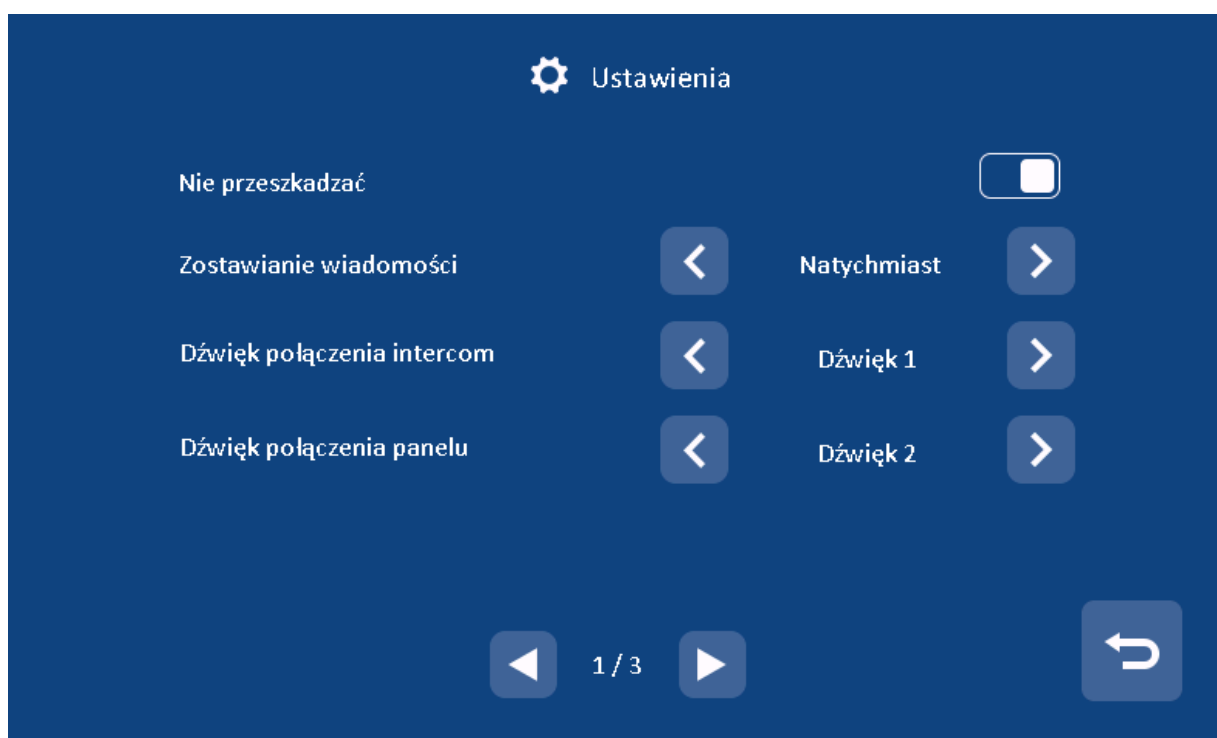 Ustawienia
Nie przeszkadzać
Zostawianie wiadomości Natychmiast
Dźwięk połączenia intercom Dźwięk 1
Dźwięk połączenia panelu Dźwięk 2
1 / 3